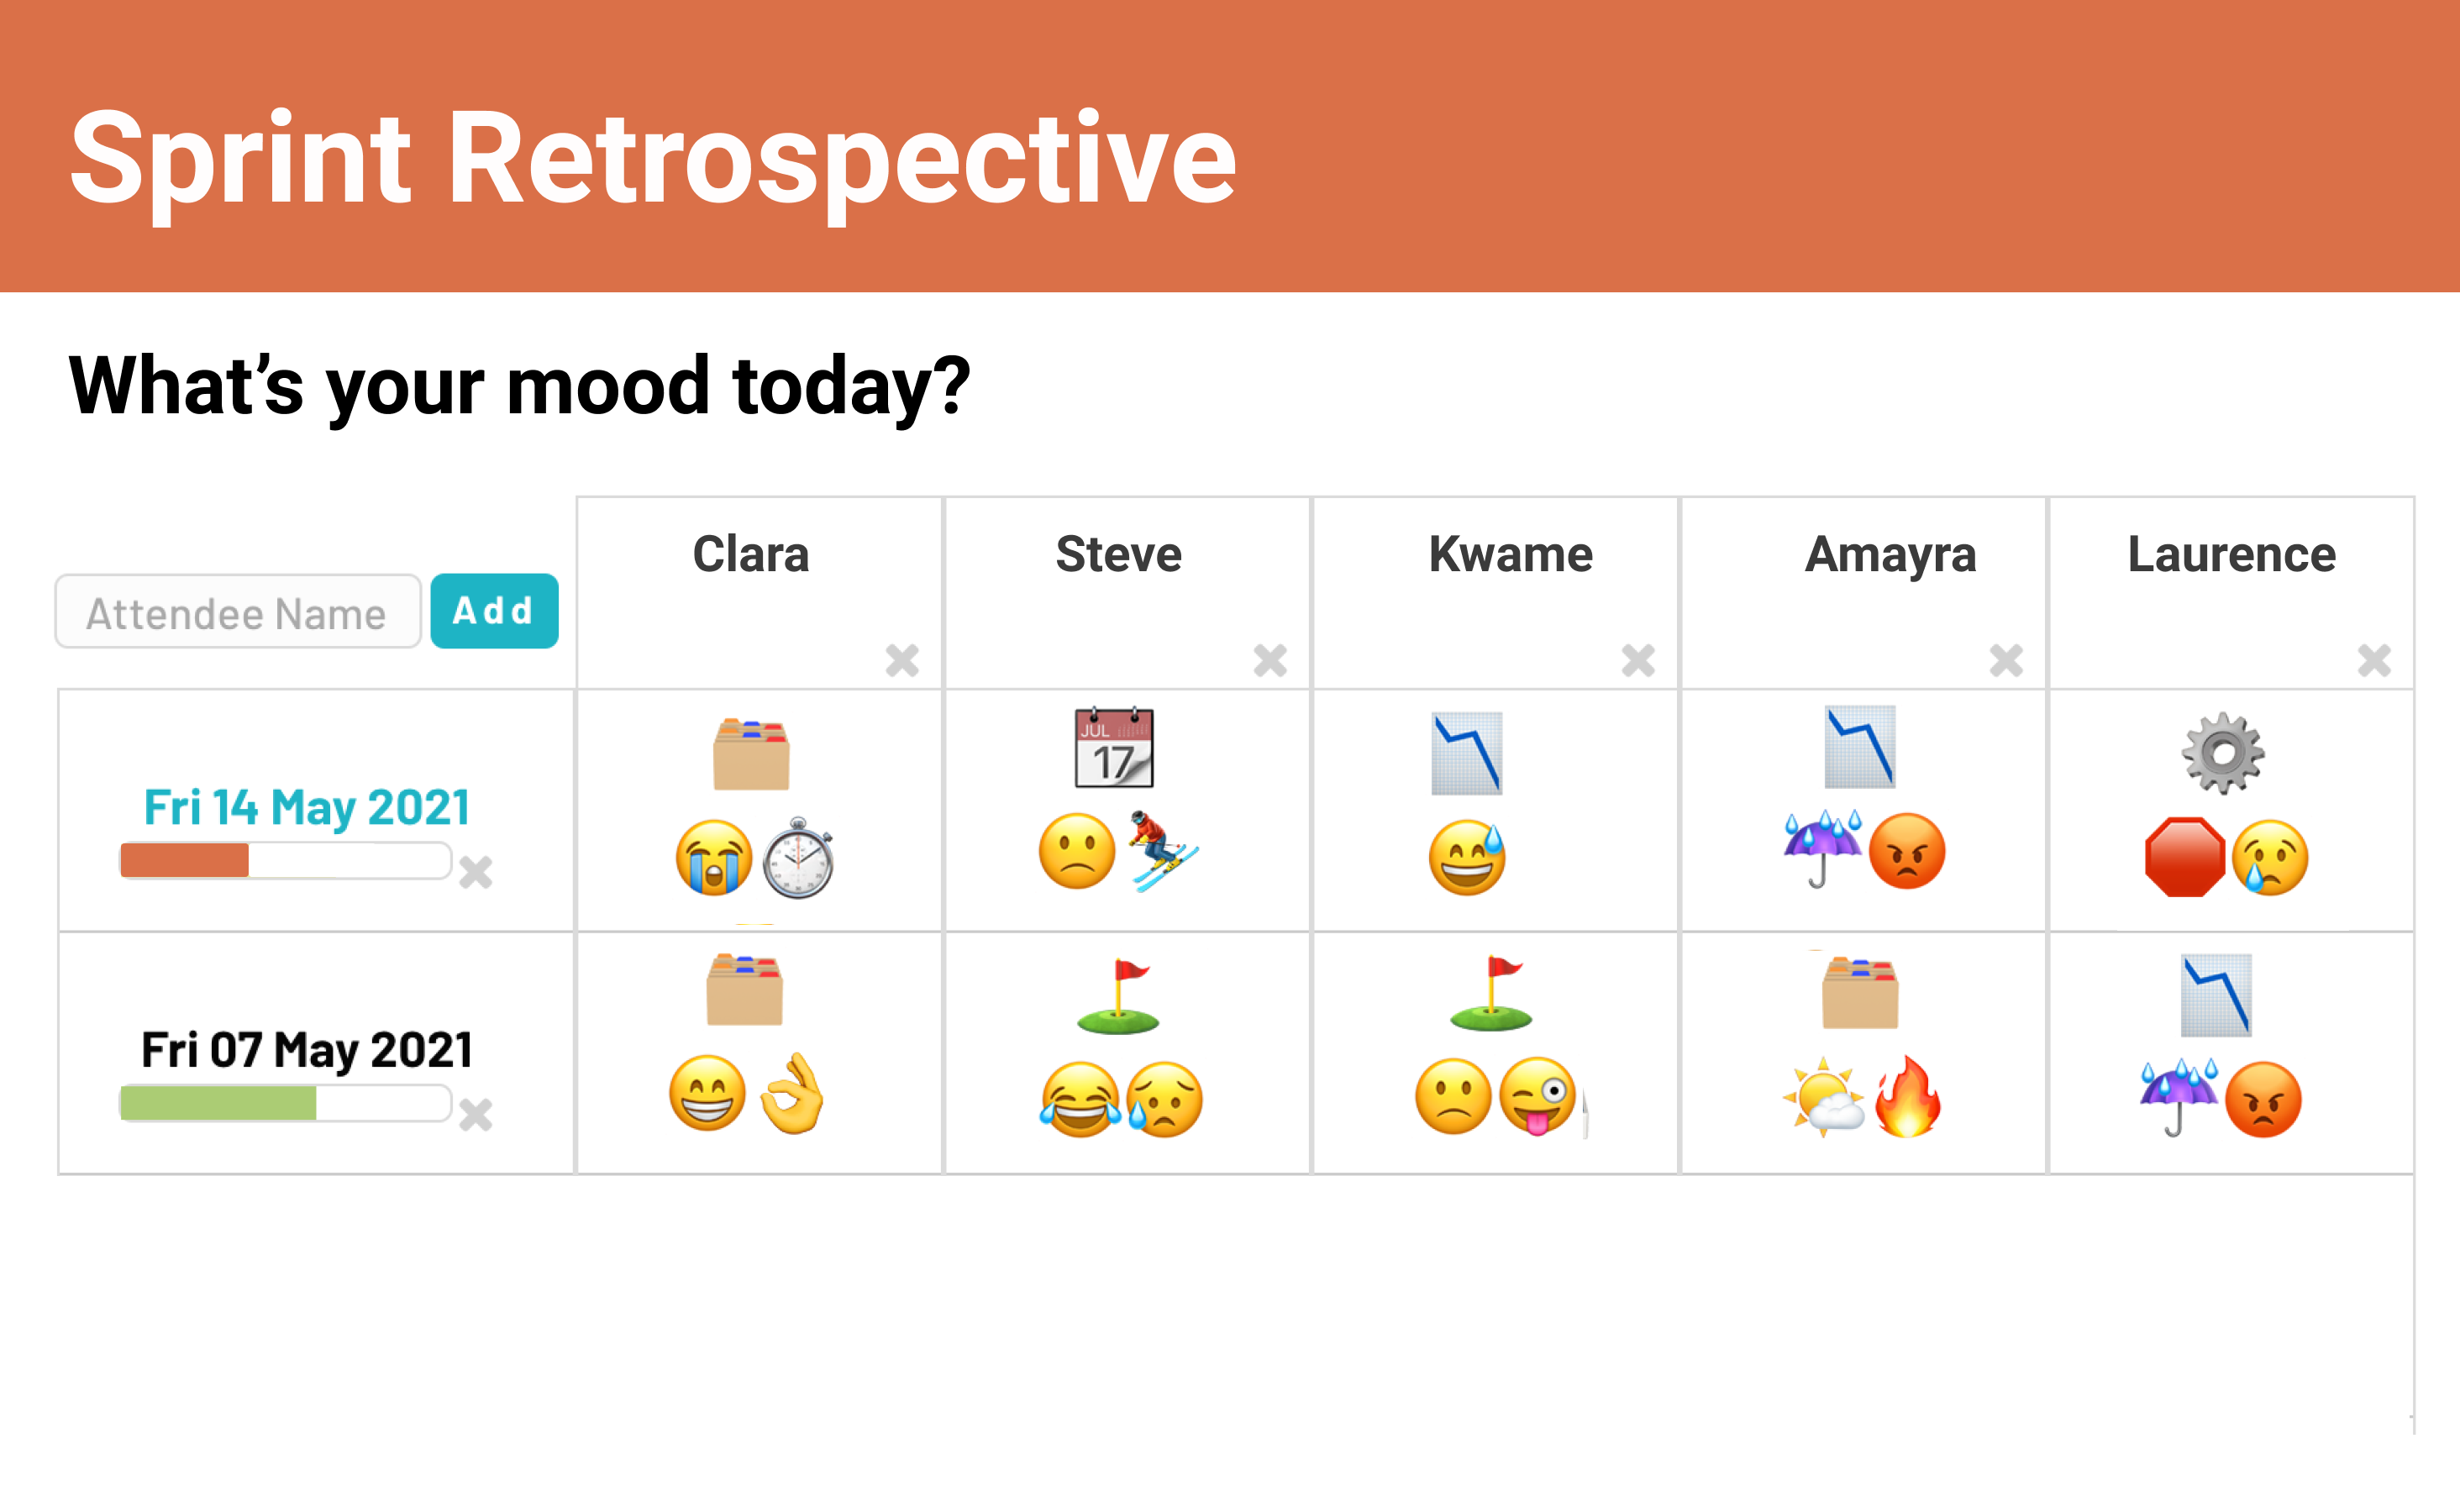 Sprint Retrospective
What's your mood today?
Clara Steve Kwame Amayra Laurence
Attendee Name Add
JUL
17
Fri 14 May 2021
Fri 07 May 2021